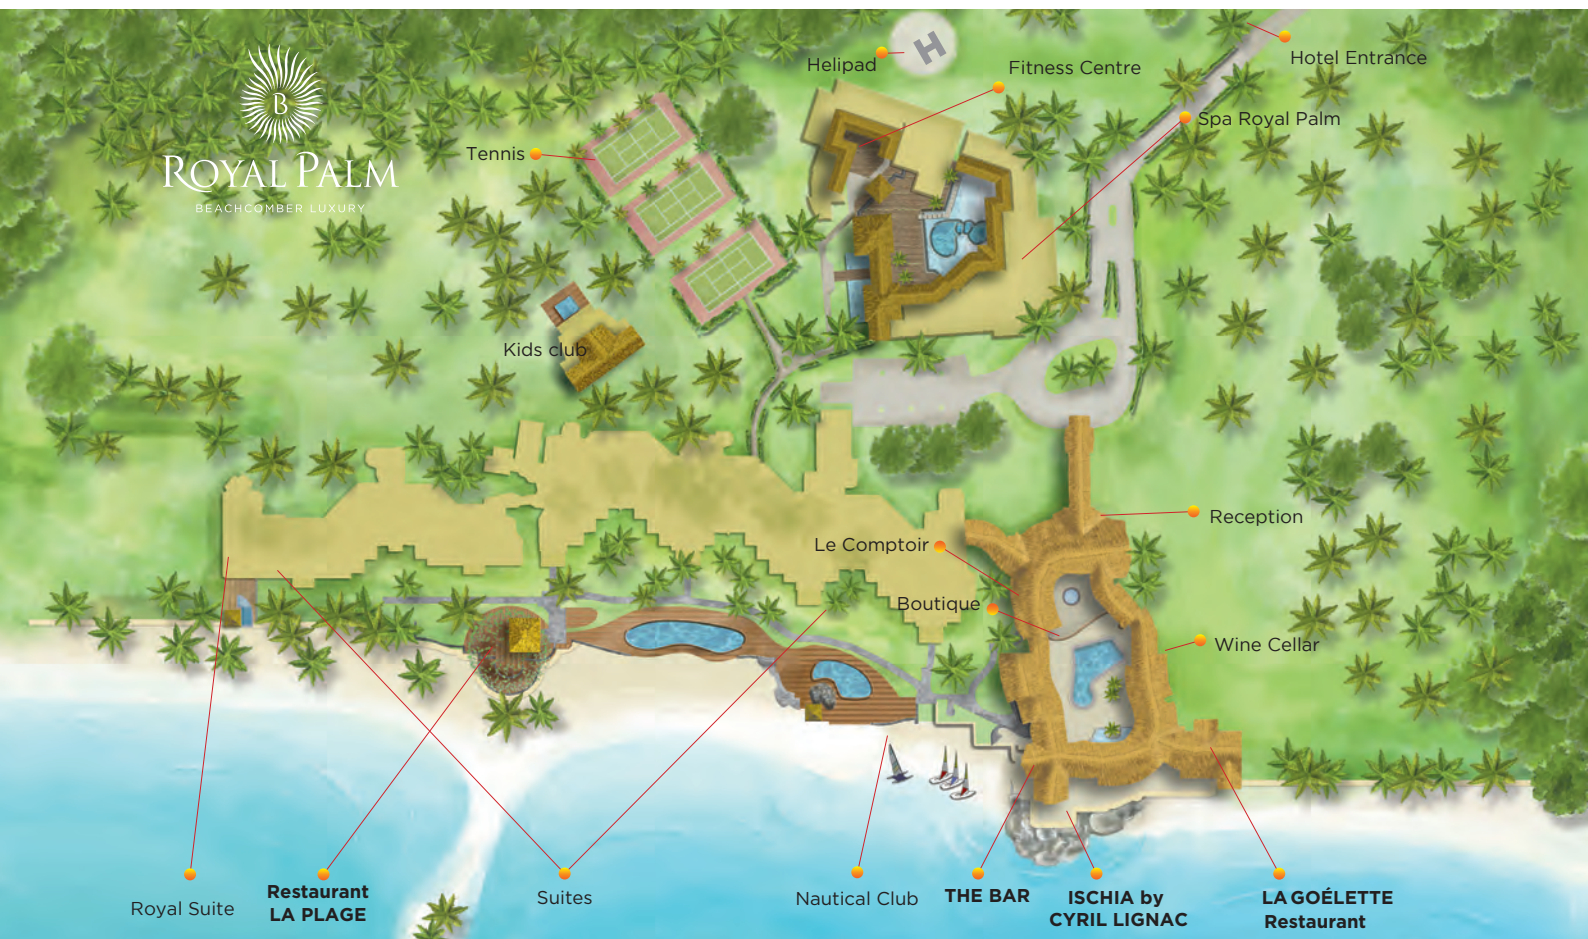 H
Helipad
Fitness Centre
Hotel Entrance
Spa Royal Palm
B
ROYAL PALM
BEACHCOMBER LUXURY
Tennis
Kids club
Reception
Le Comptoir
Boutique
Wine Cellar
Royal Suite
Restaurant
LA PLAGE
Suites
Nautical Club
THE BAR
ISCHIA by
CYRIL LIGNAC
LA GOÉLETTE
Restaurant